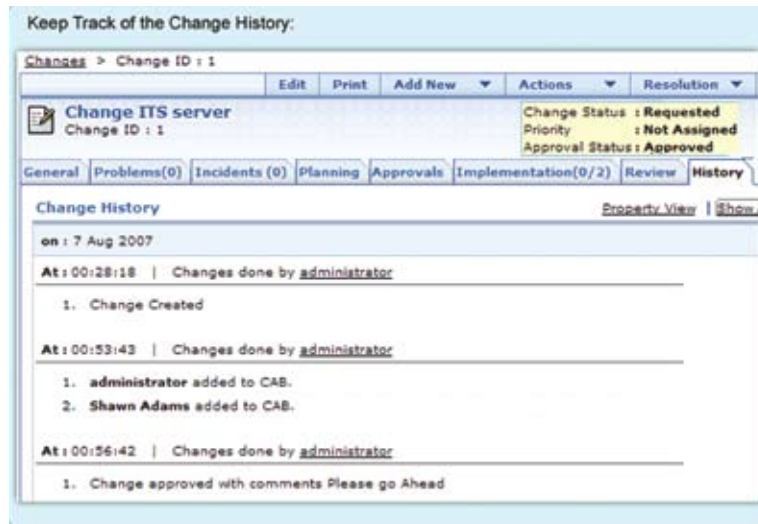 Keep Track of the Change History:
Changes > Change ID : 1
Edit Print Add New Actions Resolution
Change ITS server
Change ID : 1
Change Status : Requested
Priority : Not Assigned
Approval Status : Approved
General Problems(0) Incidents (0) Planning Approvals Implementation(0/2) Review History
Change History Property View | Show
on : 7 Aug 2007
At : 00:28:18 | Changes done by administrator
1. Change Created
At : 00:53:43 | Changes done by administrator
1. administrator added to CAB.
2. Shawn Adams added to CAB.
At : 00:56:42 | Changes done by administrator
1. Change approved with comments Please go Ahead